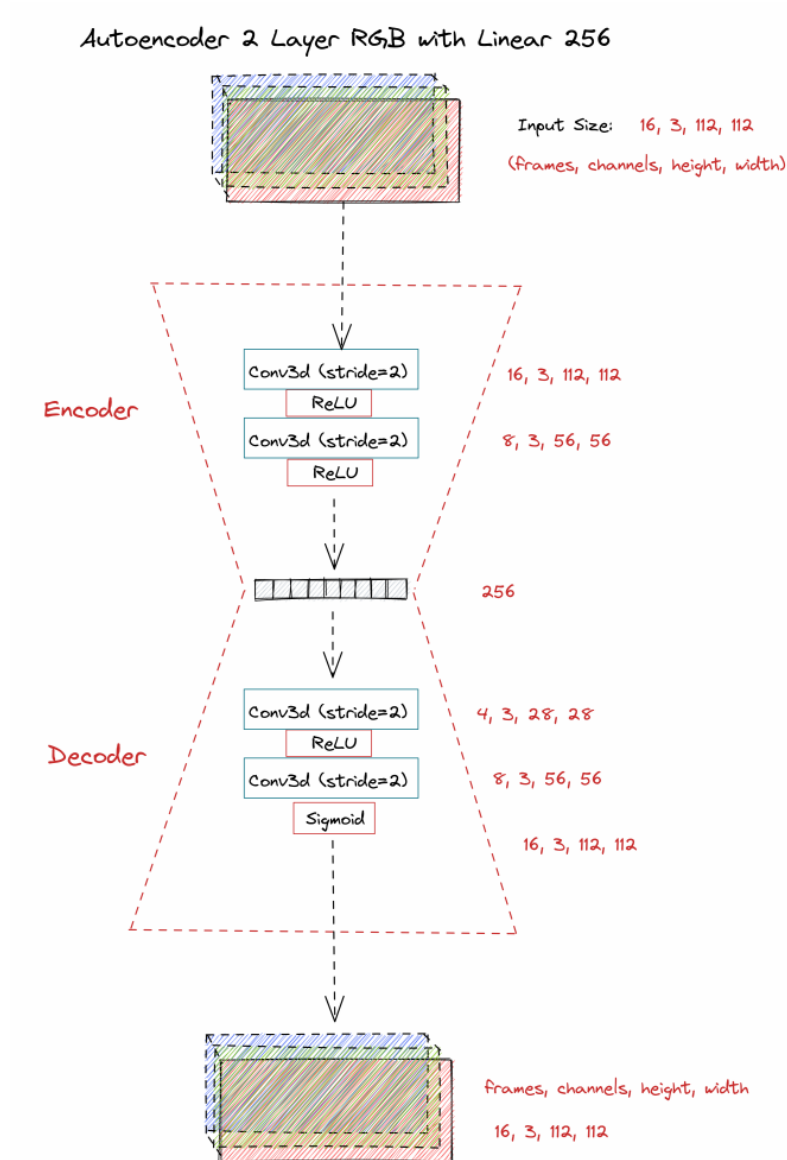 Autoencoder 2 Layer RGB with Linear 256
Input Size: 16, 3, 112, 112
(frames, channels, height, width)
Conv3d (stride=2)
16, 3, 112, 112
ReLU
Encoder
Conv3d (stride=2)
8, 3, 56, 56
ReLU
256
Conv3d (stride=2)
4, 3, 28, 28
ReLU
Decoder
Conv3d (stride=2)
8, 3, 56, 56
Sigmoid
16, 3, 112, 112
frames, channels, height, width
16, 3, 112, 112